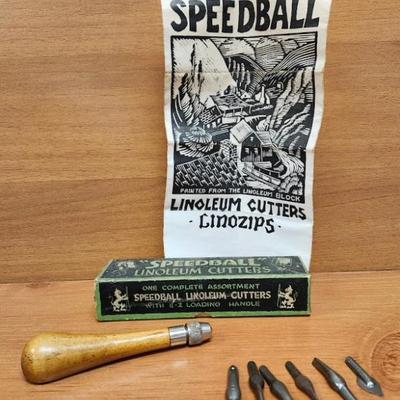 SPEEDBALL
PRINTED FROM THE LINOLEUM BLOCK
LINOLEUM CUTTERS
· LINOZIPS ·
"SPEEDBALL"
LINOLEUM CUTTERS
ONE COMPLETE ASSORTMENT
SPEEDBALL LINOLEUM CUTTERS
WITH E-Z LOADING HANDLE